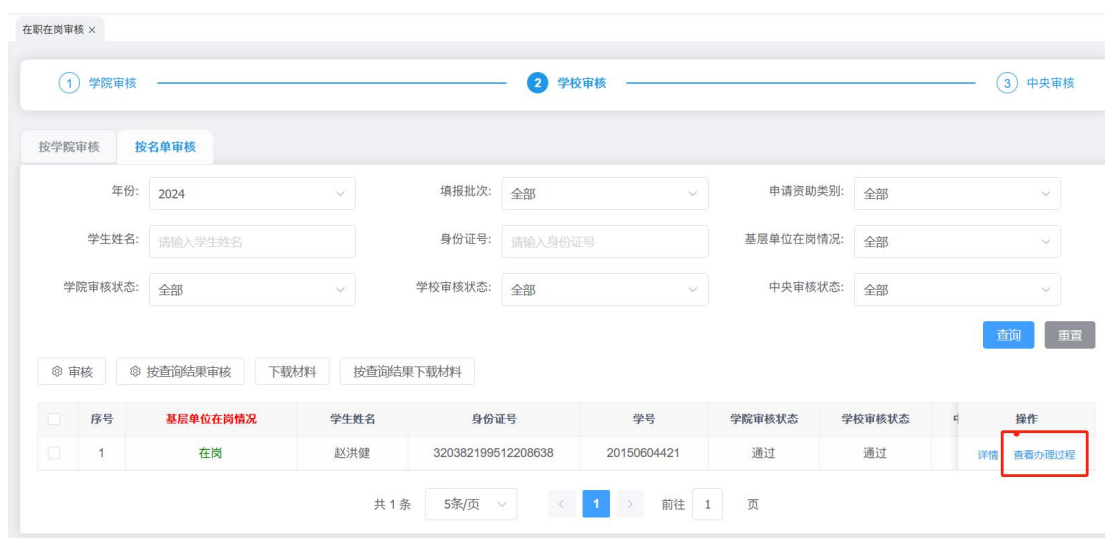 在职在岗审核 ×
1 学院审核 2 学校审核 3 中央审核
按学院审核 按名单审核
年份: 2024 填报批次: 全部 申请资助类别: 全部
学生姓名: 请输入学生姓名 身份证号: 请输入身份证号 基层单位在岗情况: 全部
学院审核状态: 全部 学校审核状态: 全部 中央审核状态: 全部
查询 重置
审核 按查询结果审核 下载材料 按查询结果下载材料
序号 基层单位在岗情况 学生姓名 身份证号 学号 学院审核状态 学校审核状态 操作
1 在岗 赵洪健 320382199512208638 20150604421 通过 通过 详情 查看办理过程
共 1 条 5条/页 < 1 > 前往 1 页